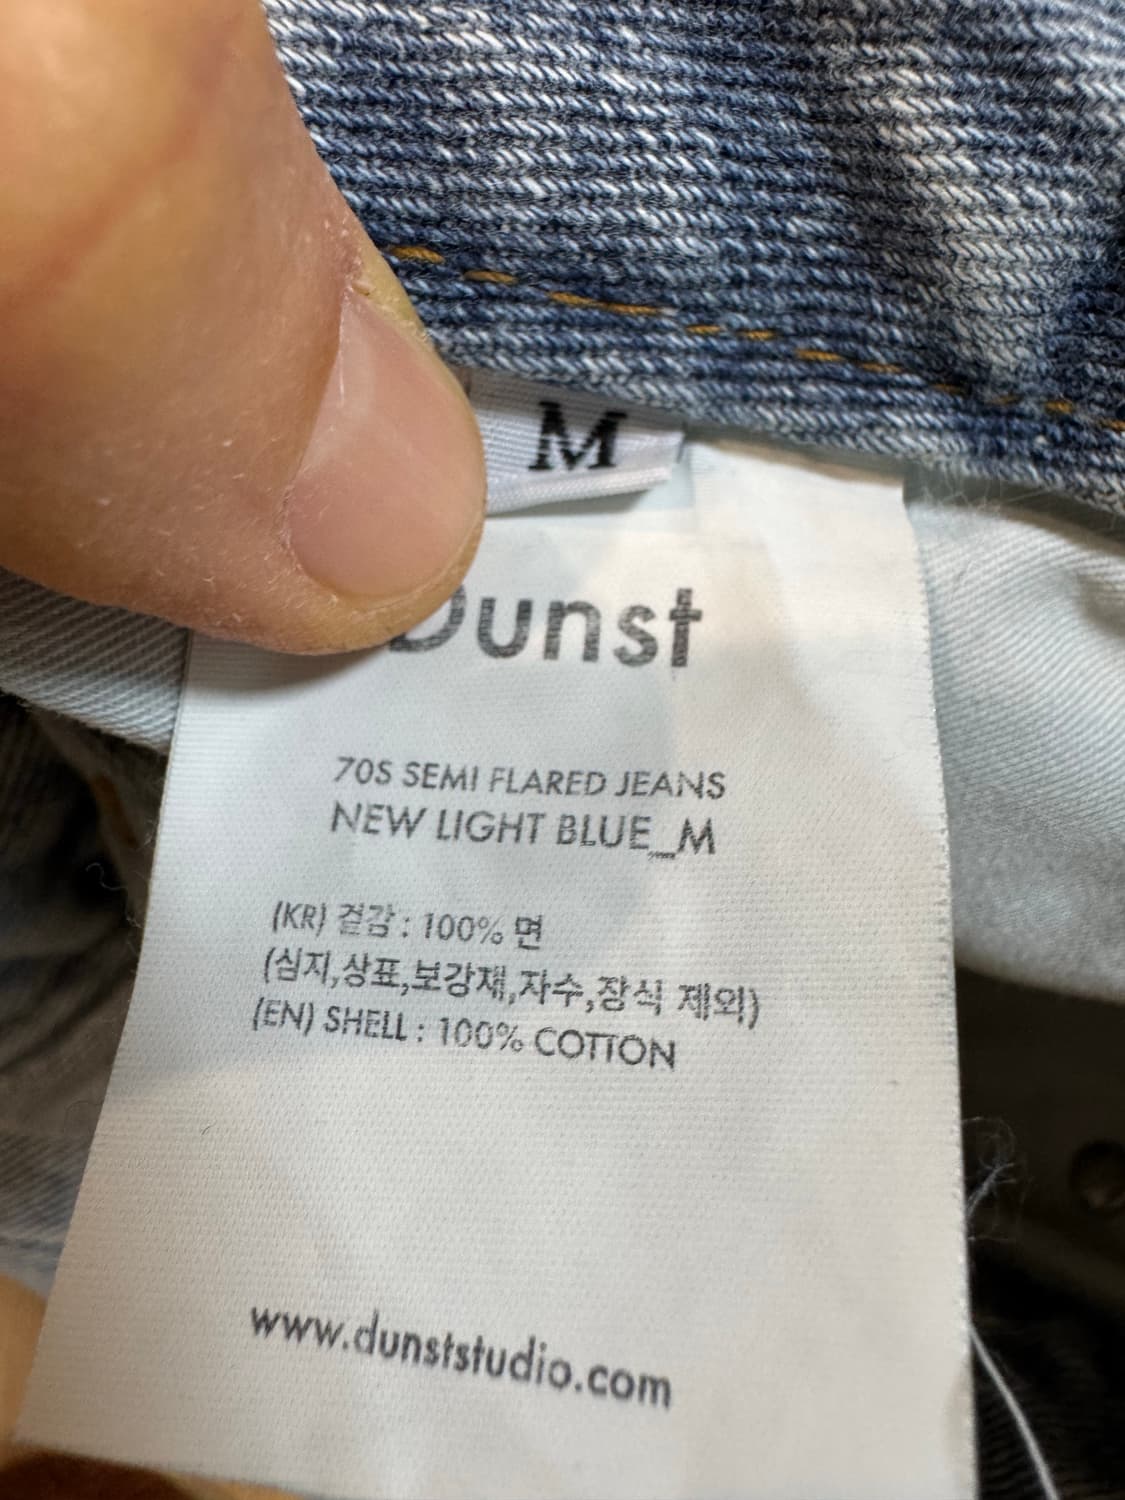 M
Dunst
70S SEMI FLARED JEANS
NEW LIGHT BLUE_M
(KR) 겉감 : 100% 면
(심지,상표,보강재,자수,장식 제외)
(EN) SHELL : 100% COTTON
www.dunststudio.com